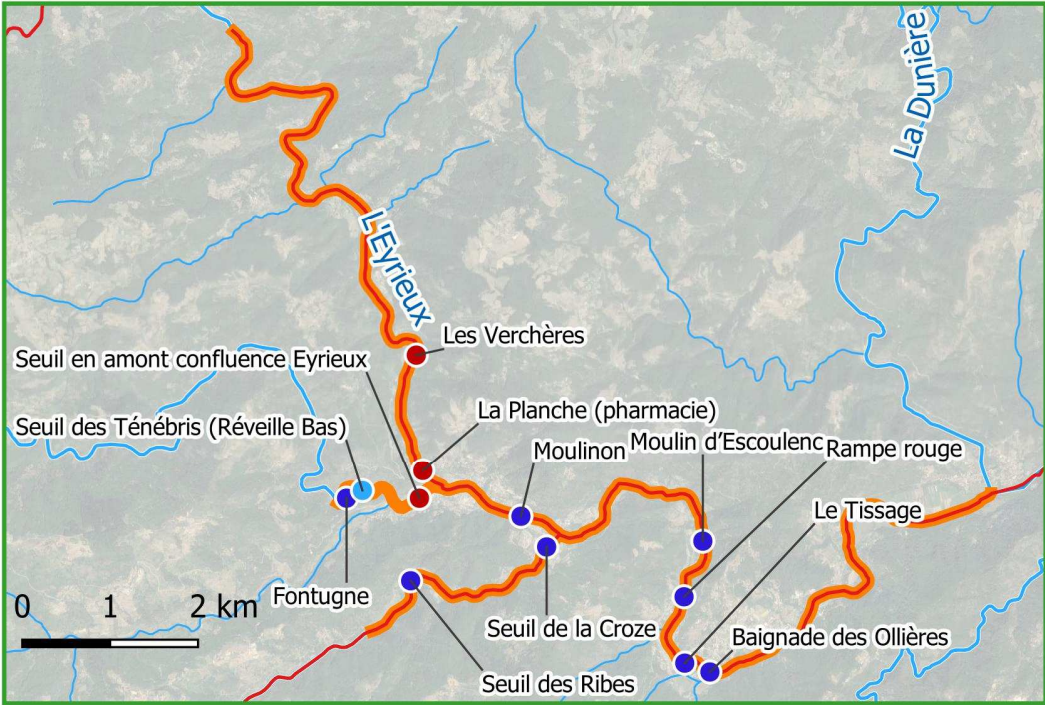 La Dunière
L'Eyrieux
Les Verchères
Seuil en amont confluence Eyrieux
La Planche (pharmacie)
Seuil des Ténébris (Réveille Bas)
Moulinon
Moulin d'Escoulenc
Rampe rouge
Le Tissage
Fontugne
0 1 2 km
Seuil de la Croze
Baignade des Ollières
Seuil des Ribes